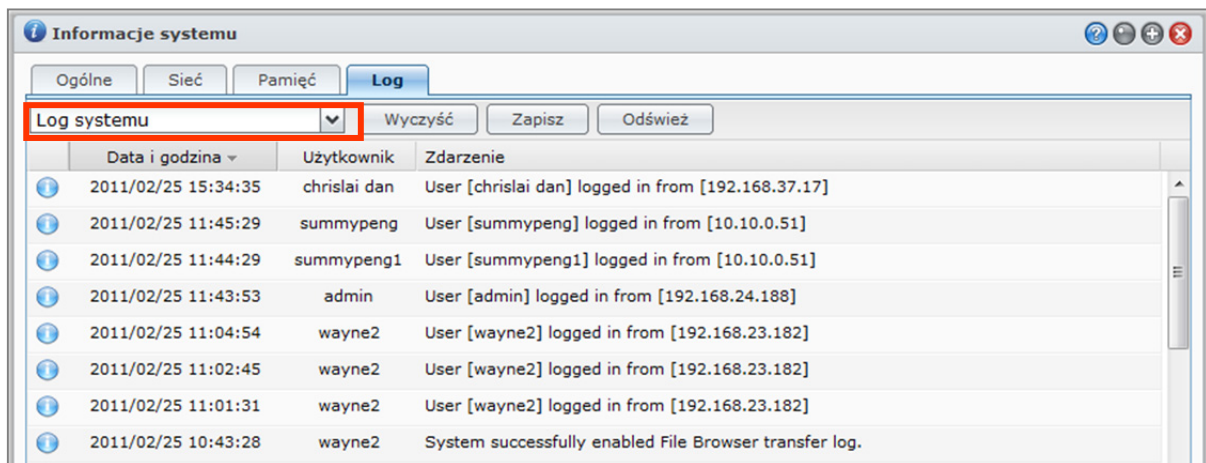 Informacje systemu
Ogólne Sieć Pamięć Log
Log systemu Wyczyść Zapisz Odśwież
Data i godzina Użytkownik Zdarzenie
2011/02/25 15:34:35 chrislai dan User [chrislai dan] logged in from [192.168.37.17]
2011/02/25 11:45:29 summypeng User [summypeng] logged in from [10.10.0.51]
2011/02/25 11:44:29 summypeng1 User [summypeng1] logged in from [10.10.0.51]
2011/02/25 11:43:53 admin User [admin] logged in from [192.168.24.188]
2011/02/25 11:04:54 wayne2 User [wayne2] logged in from [192.168.23.182]
2011/02/25 11:02:45 wayne2 User [wayne2] logged in from [192.168.23.182]
2011/02/25 11:01:31 wayne2 User [wayne2] logged in from [192.168.23.182]
2011/02/25 10:43:28 wayne2 System successfully enabled File Browser transfer log.